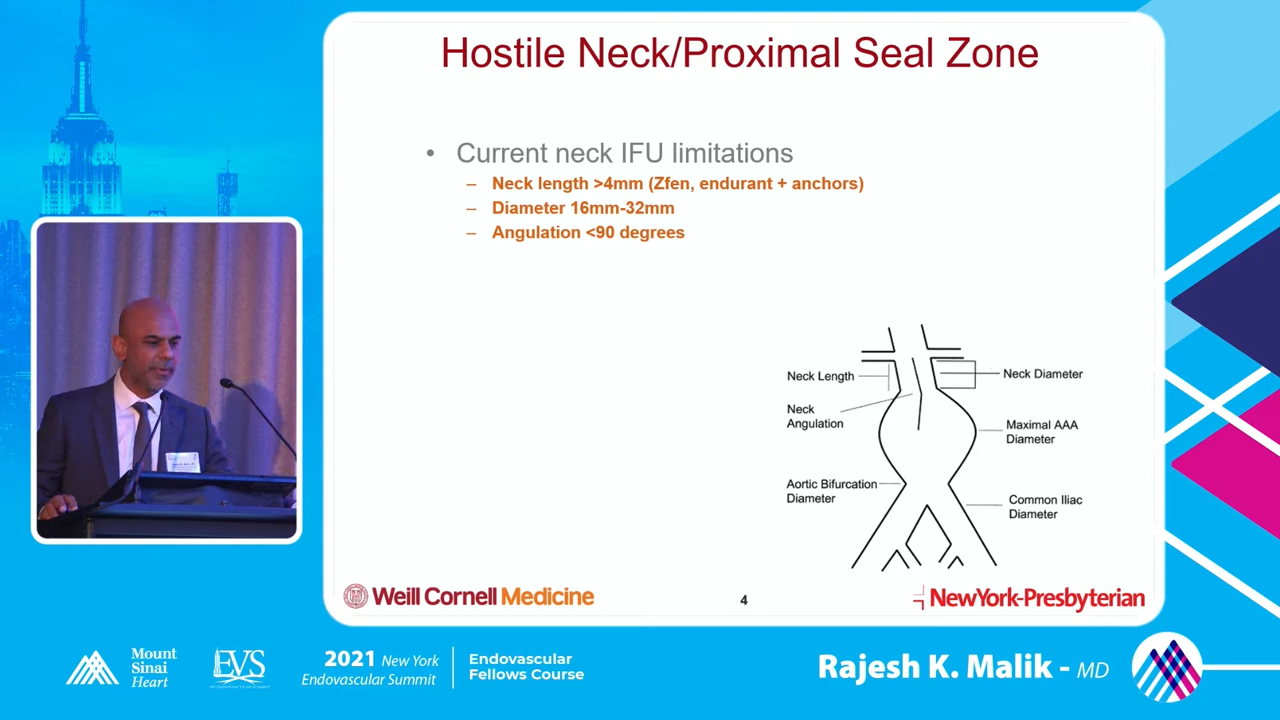 Hostile Neck/Proximal Seal Zone
• Current neck IFU limitations
– Neck length >4mm (Zfen, endurant + anchors)
– Diameter 16mm-32mm
– Angulation <90 degrees
Neck Length
Neck Diameter
Neck
Angulation
Maximal AAA
Diameter
Aortic Bifurcation
Diameter
Common Iliac
Diameter
Weill Cornell Medicine
4
NewYork-Presbyterian
Mount
Sinai
Heart
EVS
2021 New York
Endovascular Summit
Endovascular
Fellows Course
Rajesh K. Malik - MD